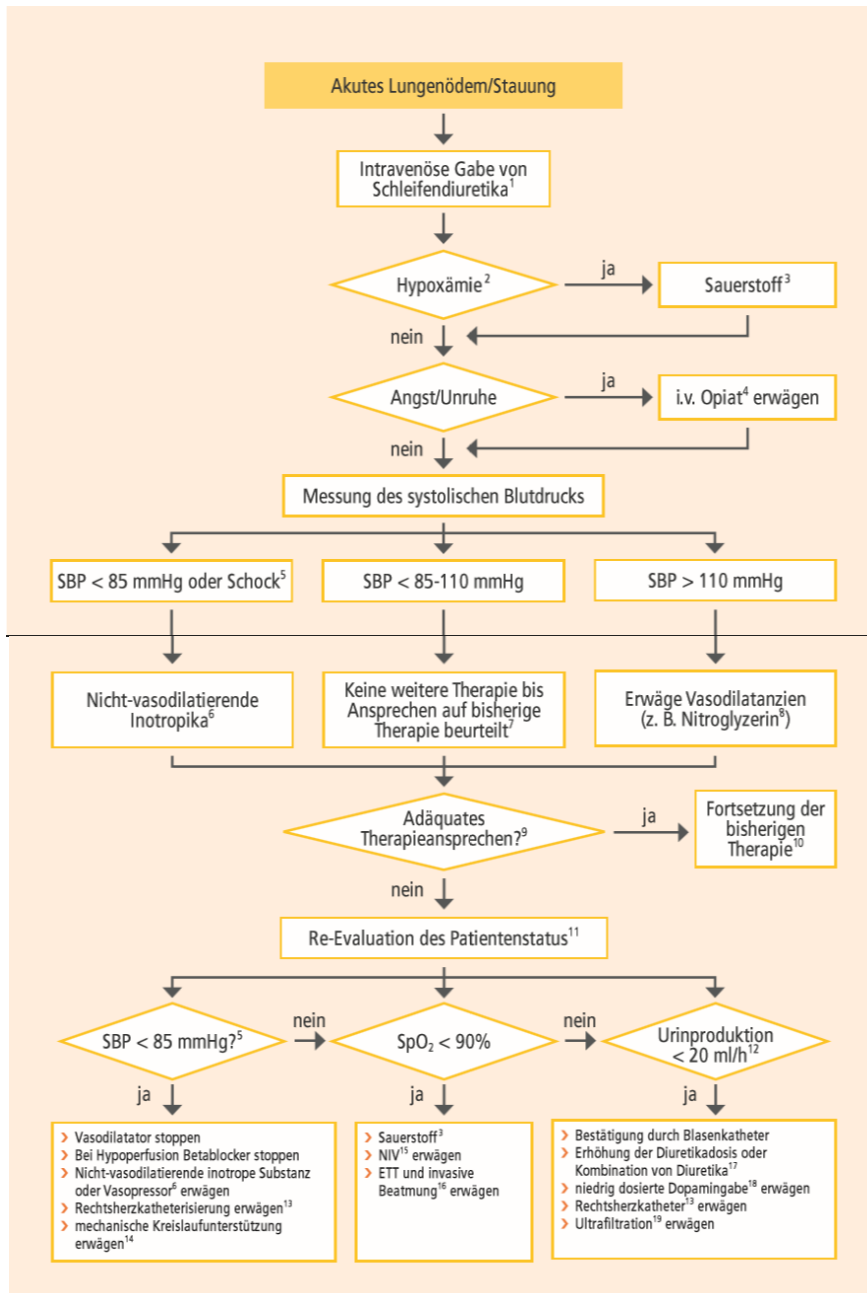 Akutes Lungenödem/Stauung
Intravenöse Gabe von
Schleifendiuretika¹
Hypoxämie²
ja
Sauerstoff³
nein
Angst/Unruhe
ja
i.v. Opiat⁴ erwägen
nein
Messung des systolischen Blutdrucks
SBP < 85 mmHg oder Schock⁵
SBP < 85-110 mmHg
SBP > 110 mmHg
Nicht-vasodilatierende
Inotropika⁶
Keine weitere Therapie bis
Ansprechen auf bisherige
Therapie beurteilt⁷
Erwäge Vasodilatanzien
(z. B. Nitroglyzerin⁸)
Adäquates
Therapieansprechen?⁹
ja
Fortsetzung der
bisherigen
Therapie¹⁰
nein
Re-Evaluation des Patientenstatus¹¹
SBP < 85 mmHg?⁵
nein
SpO₂ < 90%
nein
Urinproduktion
< 20 ml/h¹²
ja
ja
ja
› Vasodilatator stoppen
› Bei Hypoperfusion Betablocker stoppen
› Nicht-vasodilatierende inotrope Substanz
oder Vasopressor⁶ erwägen
› Rechtsherzkatheterisierung erwägen¹³
› mechanische Kreislaufunterstützung
erwägen¹⁴
› Sauerstoff³
› NIV¹⁵ erwägen
› ETT und invasive
Beatmung¹⁶ erwägen
› Bestätigung durch Blasenkatheter
› Erhöhung der Diuretikadosis oder
Kombination von Diuretika¹⁷
› niedrig dosierte Dopamingabe¹⁸ erwägen
› Rechtsherzkatheter¹³ erwägen
› Ultrafiltration¹⁹ erwägen